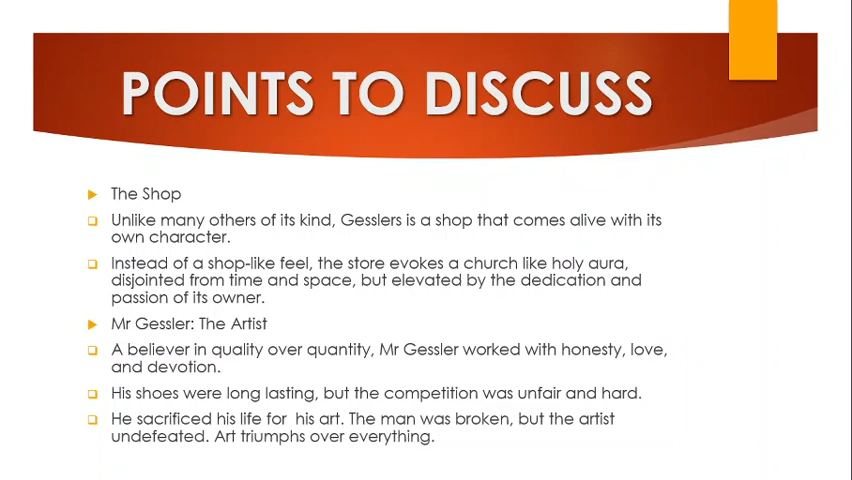 POINTS TO DISCUSS
The Shop
Unlike many others of its kind, Gesslers is a shop that comes alive with its
own character.
Instead of a shop-like feel, the store evokes a church like holy aura,
disjointed from time and space, but elevated by the dedication and
passion of its owner.
Mr Gessler: The Artist
A believer in quality over quantity, Mr Gessler worked with honesty, love,
and devotion.
His shoes were long lasting, but the competition was unfair and hard.
He sacrificed his life for  his art. The man was broken, but the artist
undefeated. Art triumphs over everything.